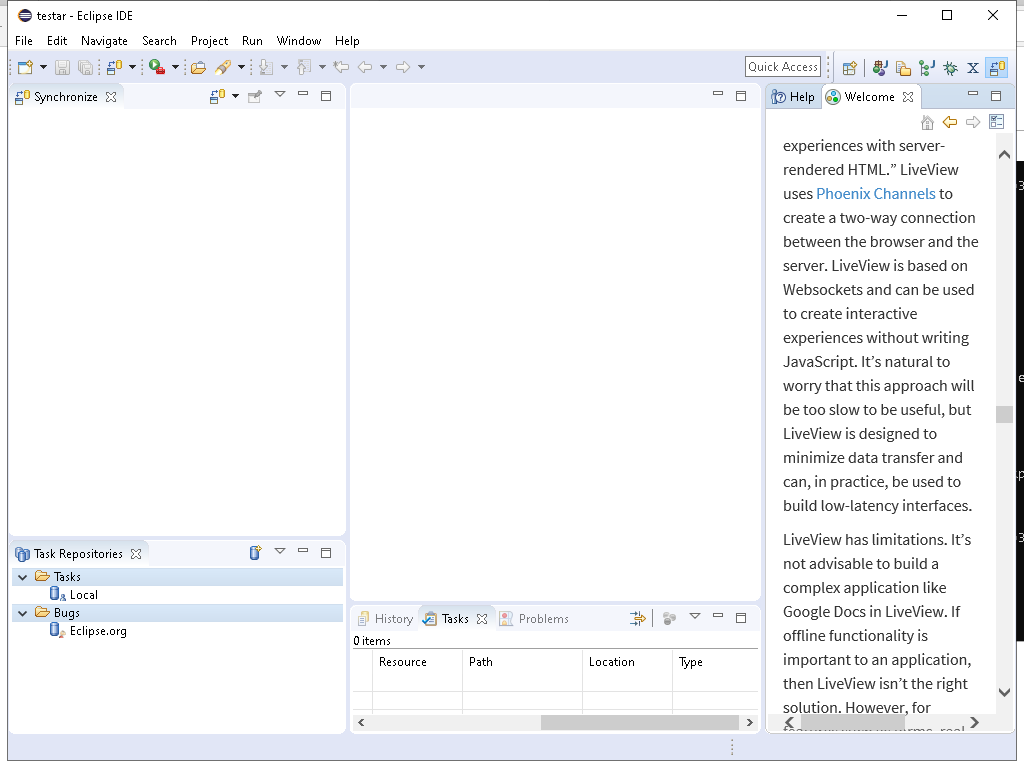 testar - Eclipse IDE
File Edit Navigate Search Project Run Window Help
Quick Access
Synchronize
Help Welcome
experiences with server-
rendered HTML.” LiveView
uses Phoenix Channels to
create a two-way connection
between the browser and the
server. LiveView is based on
Websockets and can be used
to create interactive
experiences without writing
JavaScript. It’s natural to
worry that this approach will
be too slow to be useful, but
LiveView is designed to
minimize data transfer and
can, in practice, be used to
build low-latency interfaces.
LiveView has limitations. It’s
not advisable to build a
complex application like
Google Docs in LiveView. If
offline functionality is
important to an application,
then LiveView isn’t the right
solution. However, for
Task Repositories
Tasks
Local
Bugs
Eclipse.org
History Tasks Problems
0 items
Resource Path Location Type